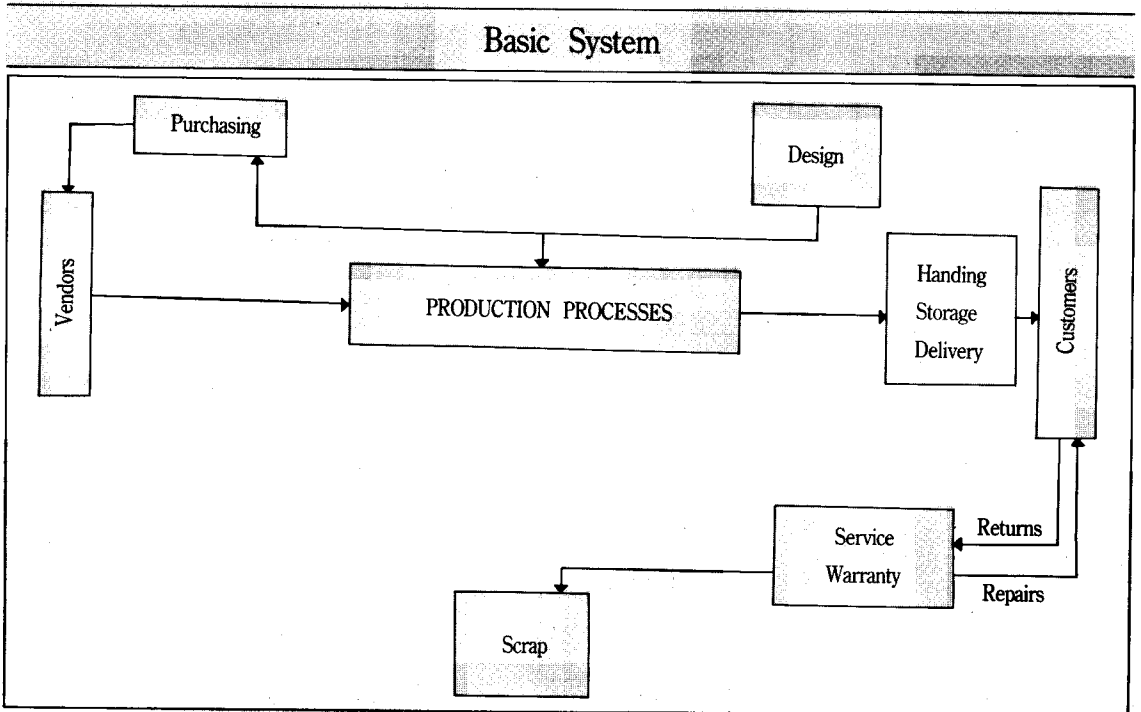 Basic System
Purchasing
Design
Vendors
PRODUCTION PROCESSES
Handing
Storage
Delivery
Customers
Service
Warranty
Returns
Repairs
Scrap